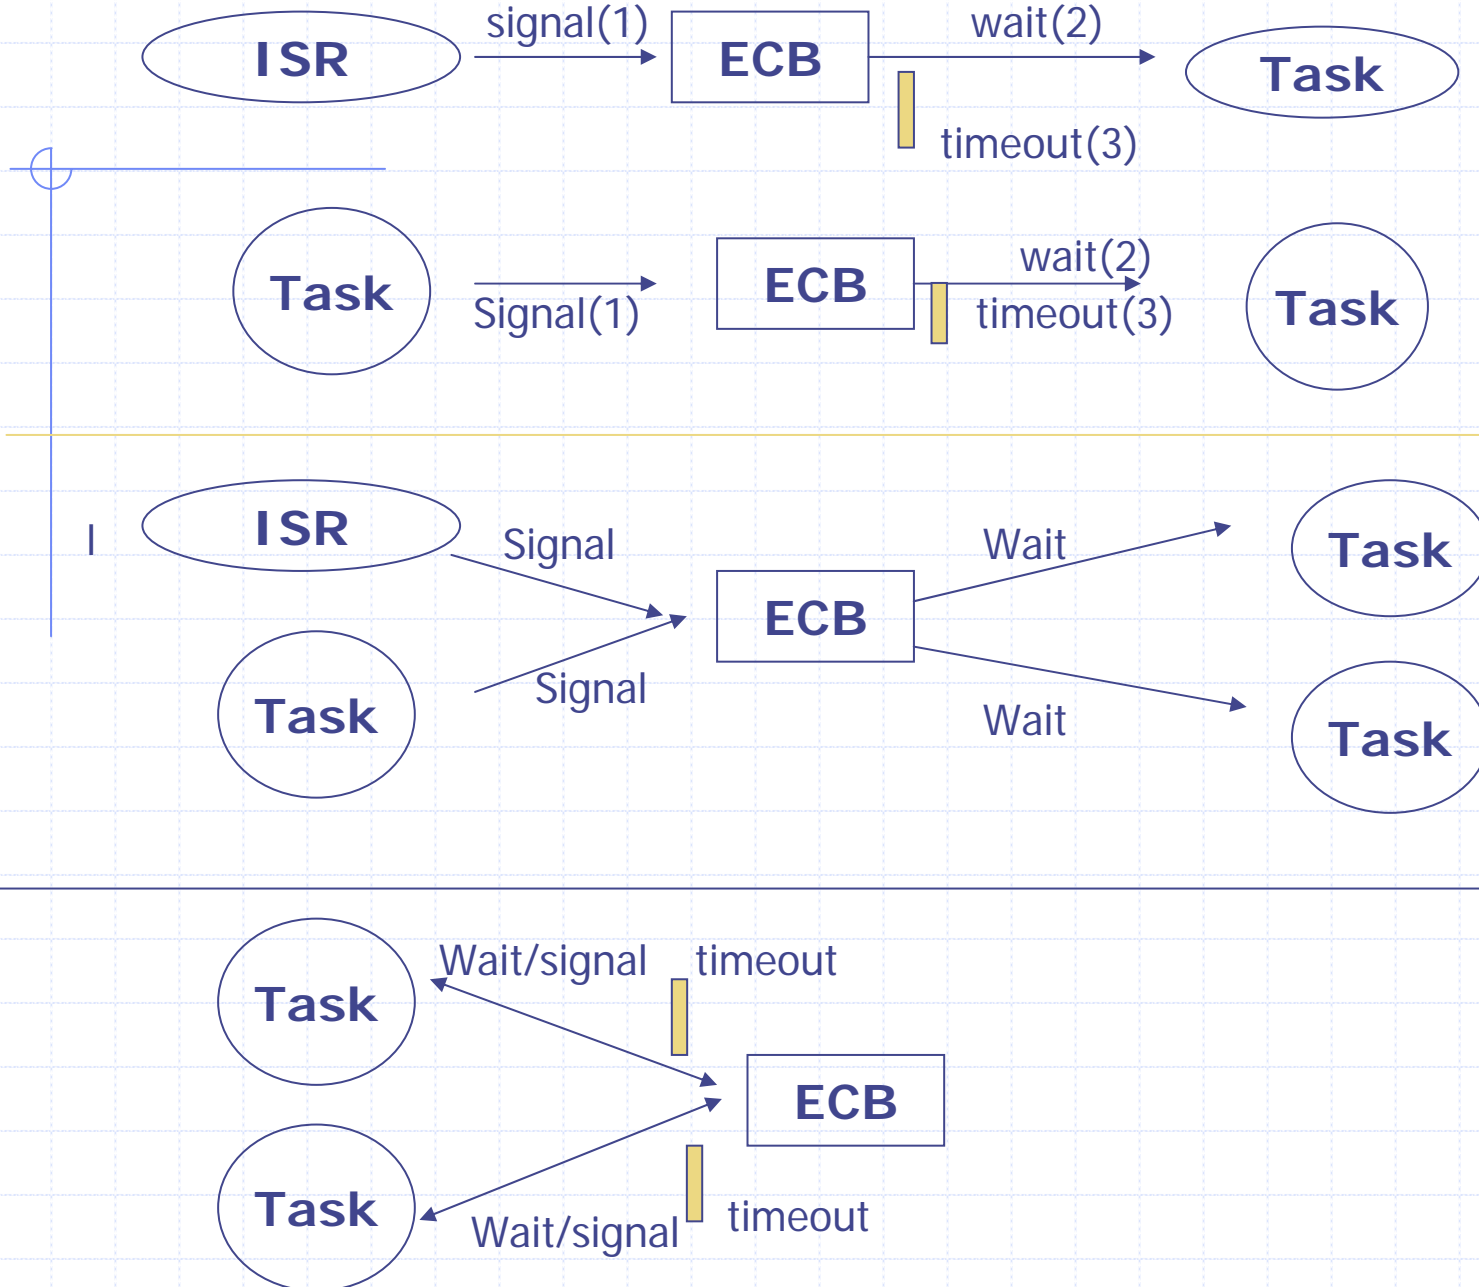 signal(1) wait(2)
ISR ECB Task
timeout(3)
wait(2)
Task ECB Task
Signal(1) timeout(3)
ISR Signal Wait Task
ECB
Task Signal Wait Task
Wait/signal timeout
Task
ECB
Task
Wait/signal timeout